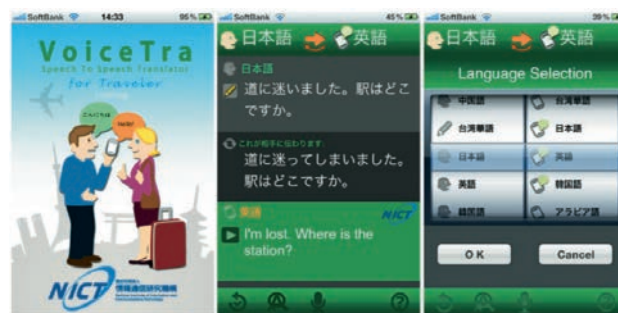 SoftBank 14:33 95%
VoiceTra
Speech To Speech Translator
for Traveler
こんにちは
Hello!
NICT
情報通信研究機構
SoftBank 45%
日本語 英語
日本語
道に迷いました。駅はどこ
ですか。
これが相手に伝わります:
道に迷ってしまいました。
駅はどこですか。
英語
NICT
I'm lost. Where is the
station?
SoftBank 39%
日本語 英語
Language Selection
中国語 台湾華語
台湾華語 日本語
日本語 英語
英語 韓国語
韓国語 アラビア語
OK Cancel